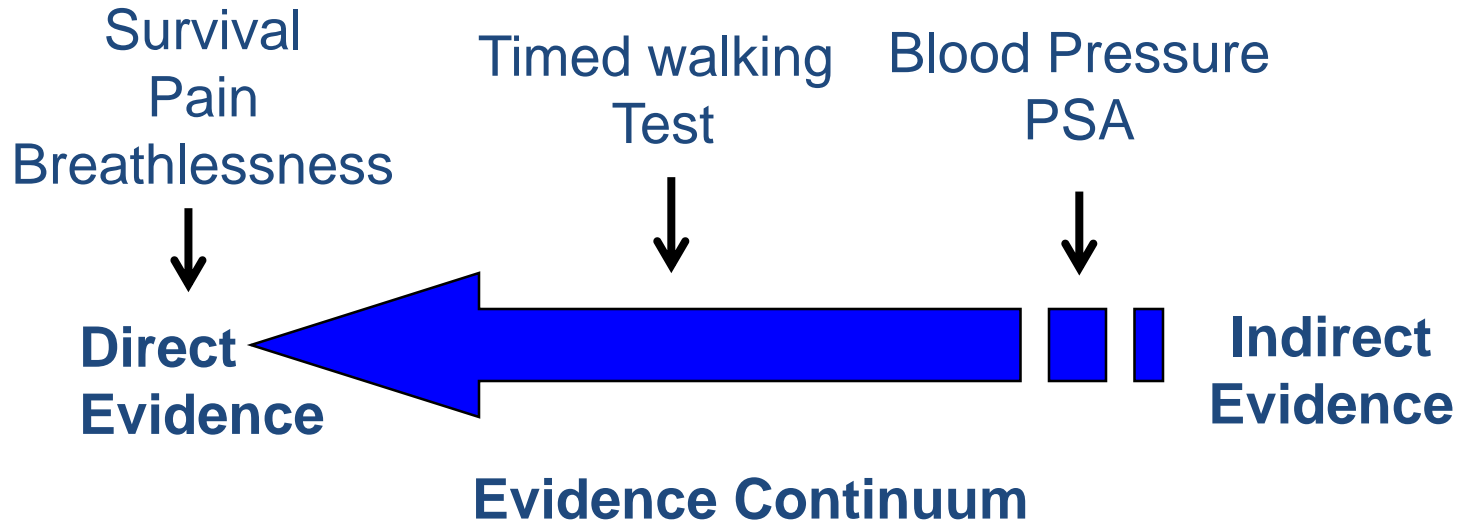 Survival
Pain
Breathlessness
Timed walking
Test
Blood Pressure
PSA
Direct
Evidence
Indirect
Evidence
Evidence Continuum